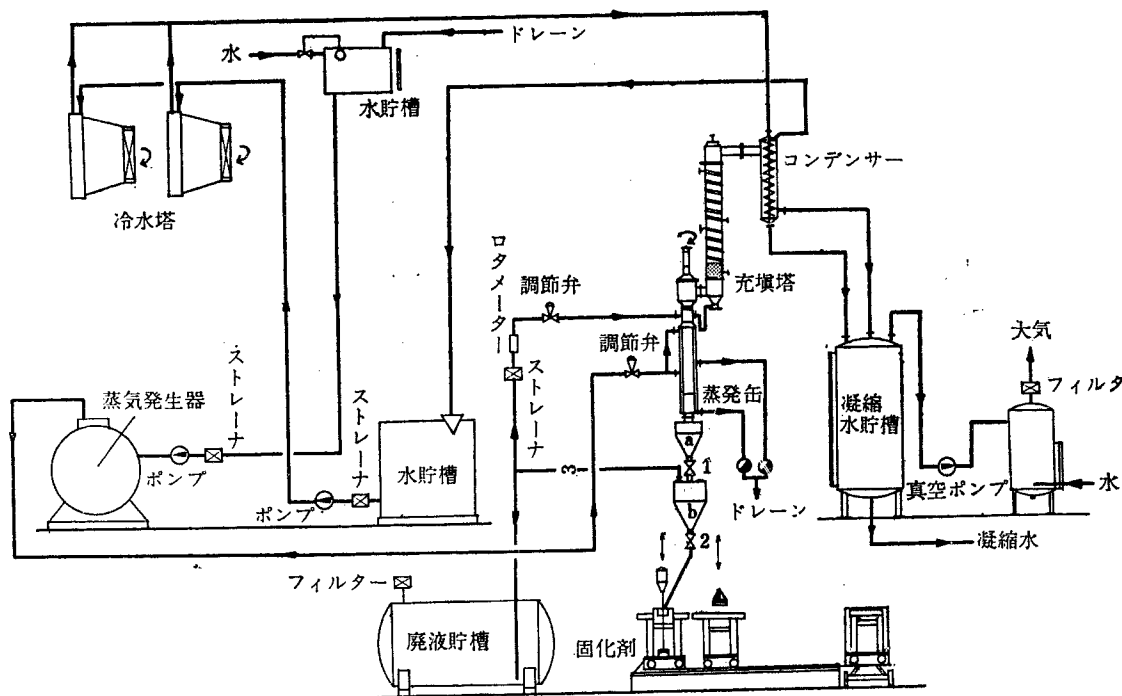 水
ドレーン
水貯槽
冷水塔
コンデンサー
充塡塔
ロタメーター
調節弁
調節弁
ストレーナ
蒸発缶
a
1
3
b
2
ドレーン
蒸気発生器
ストレーナ
ポンプ
ストレーナ
ポンプ
水貯槽
凝縮
水貯槽
大気
フィルタ
真空ポンプ
水
凝縮水
フィルター
廃液貯槽
固化剤